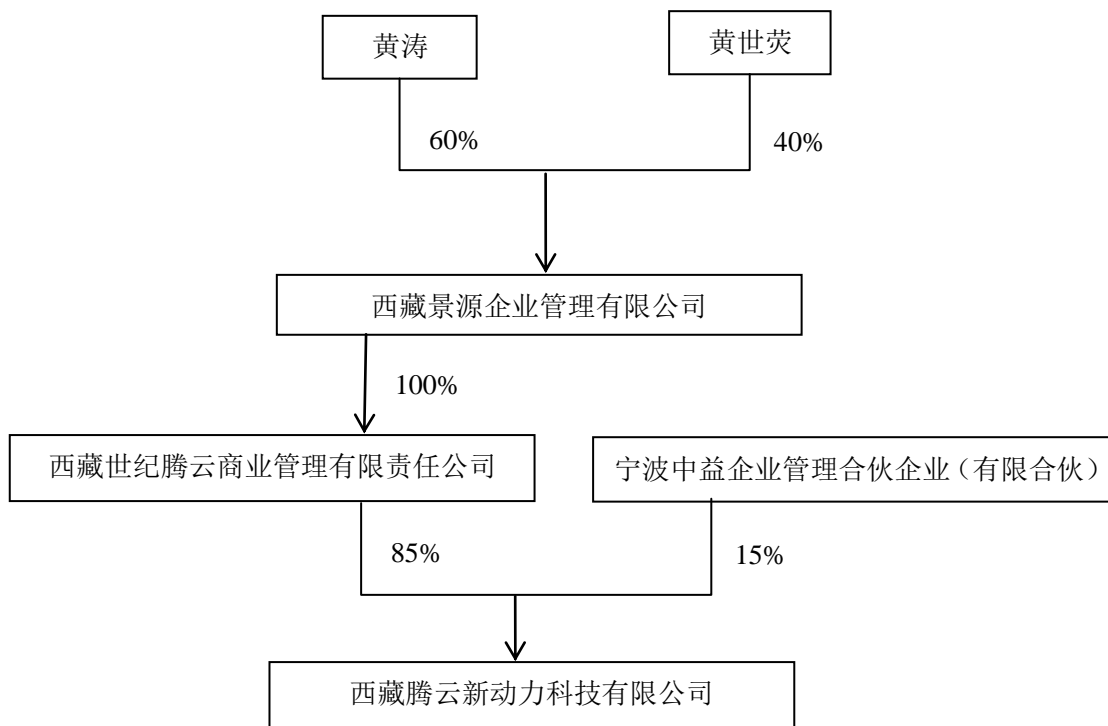 黄涛
黄世荧
60%
40%
西藏景源企业管理有限公司
100%
西藏世纪腾云商业管理有限责任公司
宁波中益企业管理合伙企业（有限合伙）
85%
15%
西藏腾云新动力科技有限公司